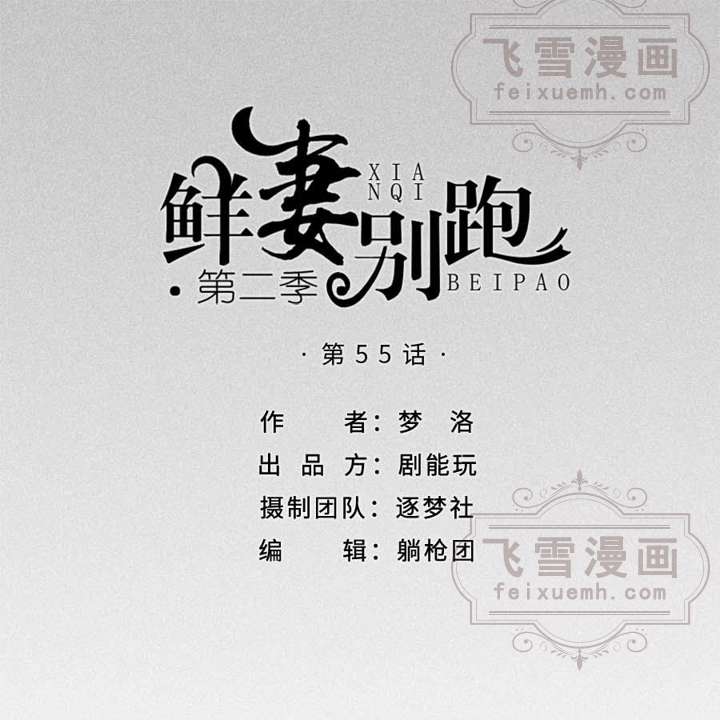 飞雪漫画
feixuemh.com
鲜妻别跑
XIA
NQI
BEIPAO
·第二季
· 第55话 ·
作 者：梦 洛
出 品 方：剧能玩
摄制团队：逐梦社
编 辑：躺枪团
飞雪漫画
feixuemh.com